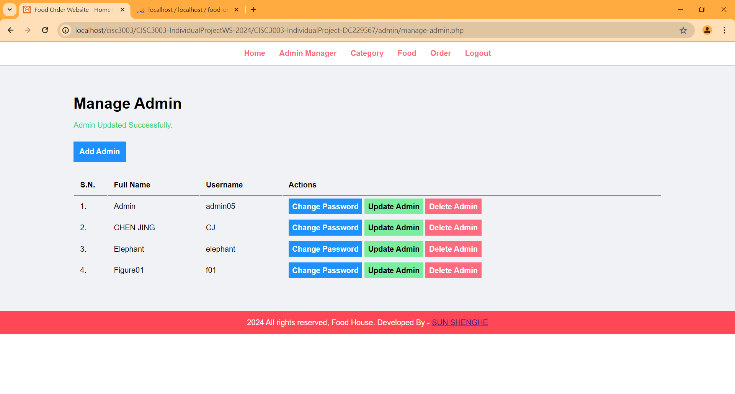 Food Order Website - Home
localhost / localhost / food-o
localhost/cisc3003/CISC3003-IndividualProjectWS-2024/CISC3003-IndividualProject-DC229567/admin/manage-admin.php
Home Admin Manager Category Food Order Logout
Manage Admin
Admin Updated Successfully.
Add Admin
S.N. Full Name Username Actions
1. Admin admin05 Change Password Update Admin Delete Admin
2. CHEN JING CJ Change Password Update Admin Delete Admin
3. Elephant elephant Change Password Update Admin Delete Admin
4. Figure01 f01 Change Password Update Admin Delete Admin
2024 All rights reserved, Food House. Developed By - SUN SHENGHE